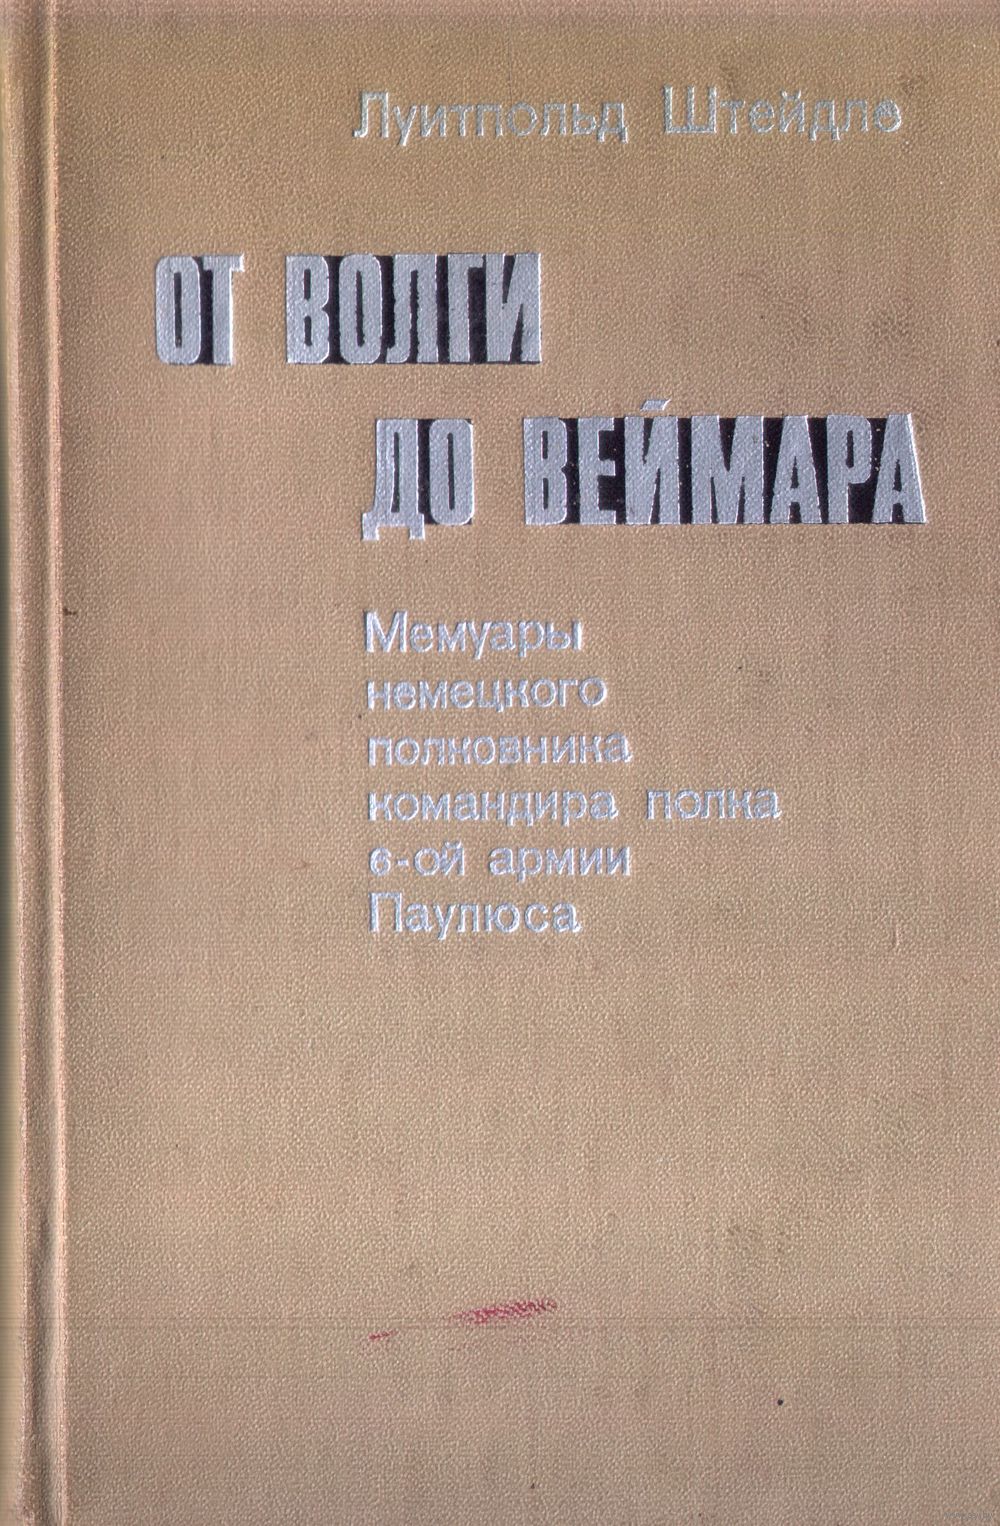 Луитпольд Штейдле
ОТ ВОЛГИ
ДО ВЕЙМАРА
Мемуары
немецкого
полковника
командира полка
6-ой армии
Паулюса